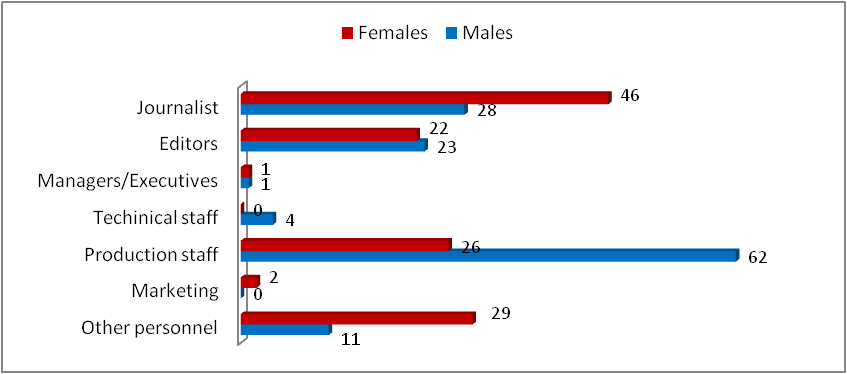 Females Males
Journalist 46
28
Editors 22
23
Managers/Executives 1
1
Techinical staff 0
4
Production staff 26
62
Marketing 2
0
Other personnel 29
11